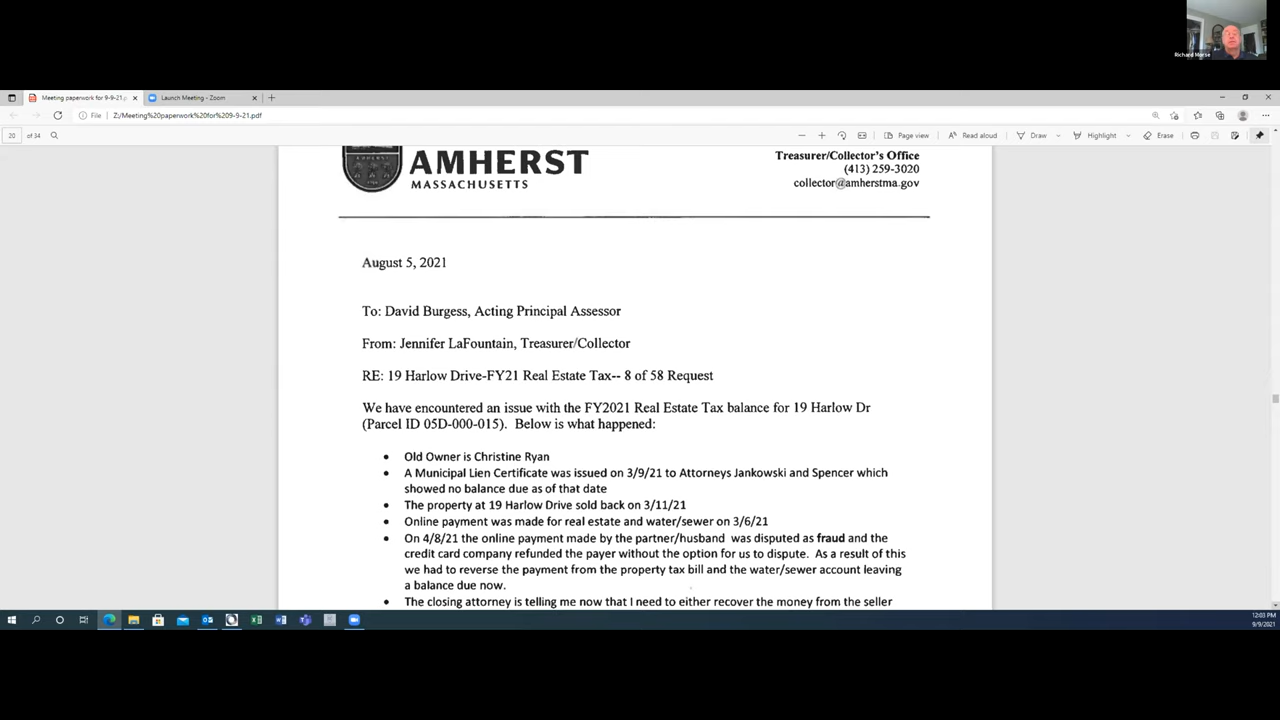 Richard Morse
Meeting paperwork for 9-9-21.p
Launch Meeting - Zoom
File
Z:/Meeting%20paperwork%20for%209-9-21.pdf
20 of 34
Page view
Read aloud
Draw
Highlight
Erase
AMHERST
MASSACHUSETTS
Treasurer/Collector's Office
(413) 259-3020
collector@amherstma.gov
August 5, 2021
To: David Burgess, Acting Principal Assessor
From: Jennifer LaFountain, Treasurer/Collector
RE: 19 Harlow Drive-FY21 Real Estate Tax-- 8 of 58 Request
We have encountered an issue with the FY2021 Real Estate Tax balance for 19 Harlow Dr
(Parcel ID 05D-000-015). Below is what happened:
• Old Owner is Christine Ryan
• A Municipal Lien Certificate was issued on 3/9/21 to Attorneys Jankowski and Spencer which
showed no balance due as of that date
• The property at 19 Harlow Drive sold back on 3/11/21
• Online payment was made for real estate and water/sewer on 3/6/21
• On 4/8/21 the online payment made by the partner/husband was disputed as fraud and the
credit card company refunded the payer without the option for us to dispute. As a result of this
we had to reverse the payment from the property tax bill and the water/sewer account leaving
a balance due now.
• The closing attorney is telling me now that I need to either recover the money from the seller
12:03 PM
9/9/2021